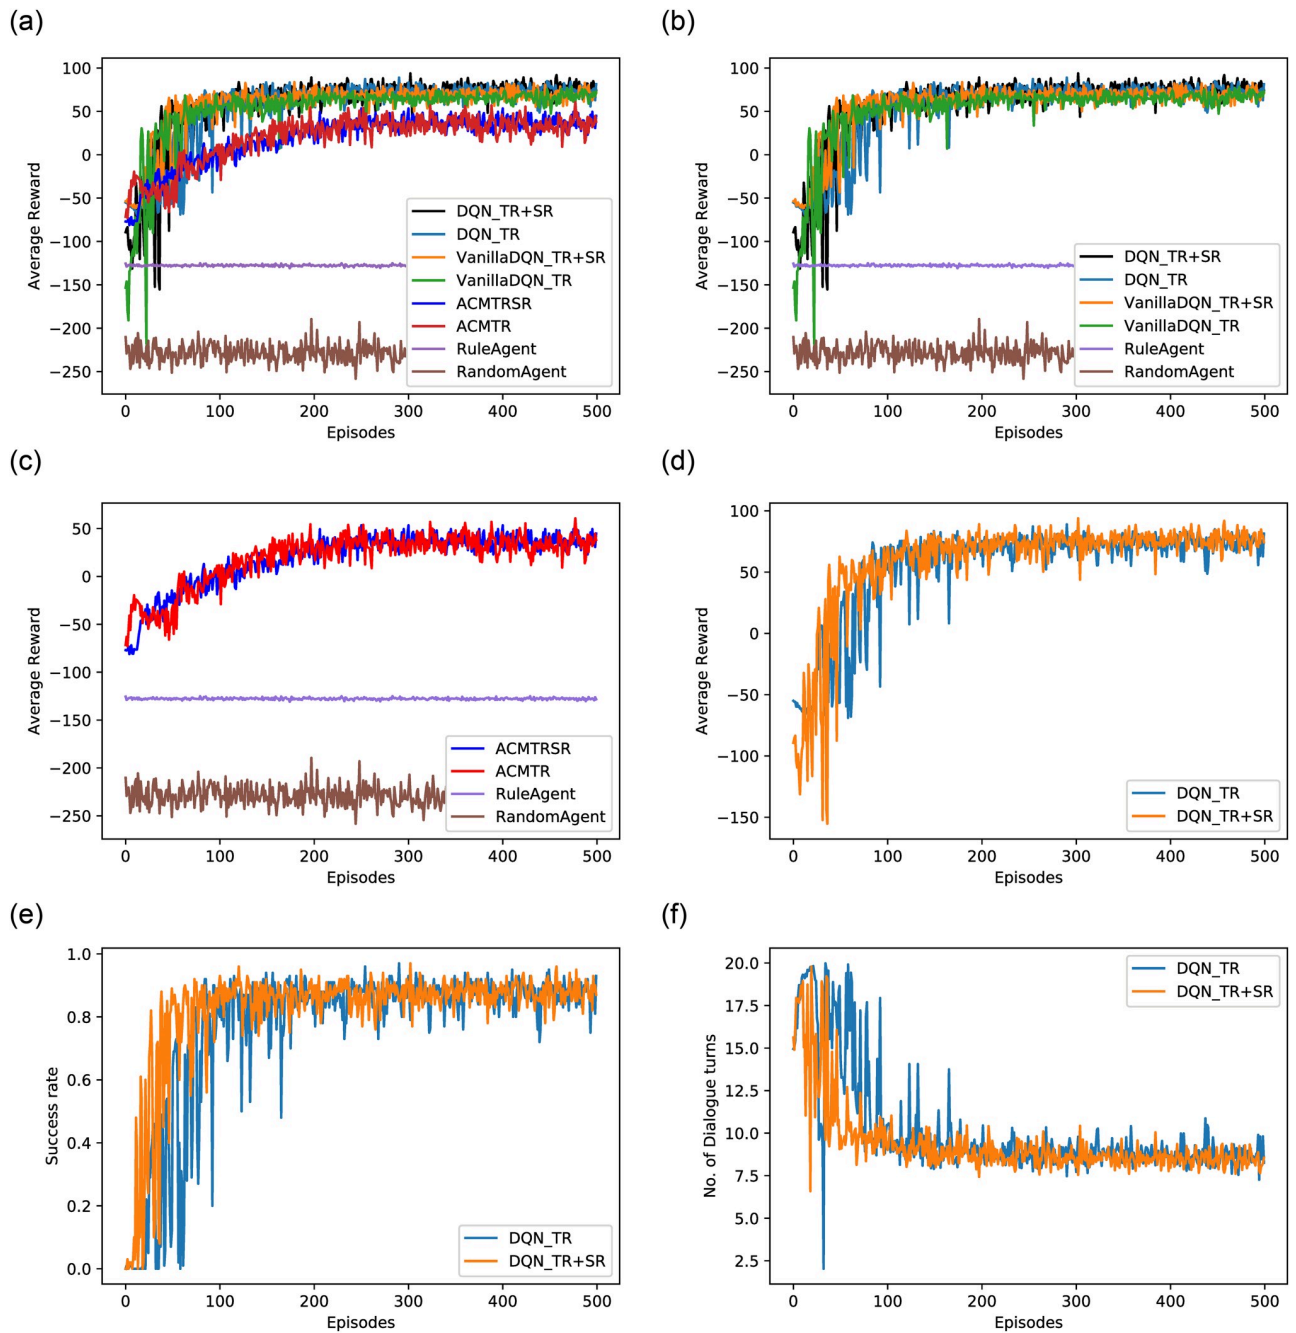 (a)
100
50
0
−50
−100
−150
−200
−250
Average Reward
DQN_TR+SR
DQN_TR
VanillaDQN_TR+SR
VanillaDQN_TR
ACMTRSR
ACMTR
RuleAgent
RandomAgent
0 100 200 300 400 500
Episodes
(b)
100
50
0
−50
−100
−150
−200
−250
Average Reward
DQN_TR+SR
DQN_TR
VanillaDQN_TR+SR
VanillaDQN_TR
RuleAgent
RandomAgent
0 100 200 300 400 500
Episodes
(c)
50
0
−50
−100
−150
−200
−250
Average Reward
ACMTRSR
ACMTR
RuleAgent
RandomAgent
0 100 200 300 400 500
Episodes
(d)
100
50
0
−50
−100
−150
Average Reward
DQN_TR
DQN_TR+SR
0 100 200 300 400 500
Episodes
(e)
1.0
0.8
0.6
0.4
0.2
0.0
Success rate
DQN_TR
DQN_TR+SR
0 100 200 300 400 500
Episodes
(f)
20.0
17.5
15.0
12.5
10.0
7.5
5.0
2.5
No. of Dialogue turns
DQN_TR
DQN_TR+SR
0 100 200 300 400 500
Episodes